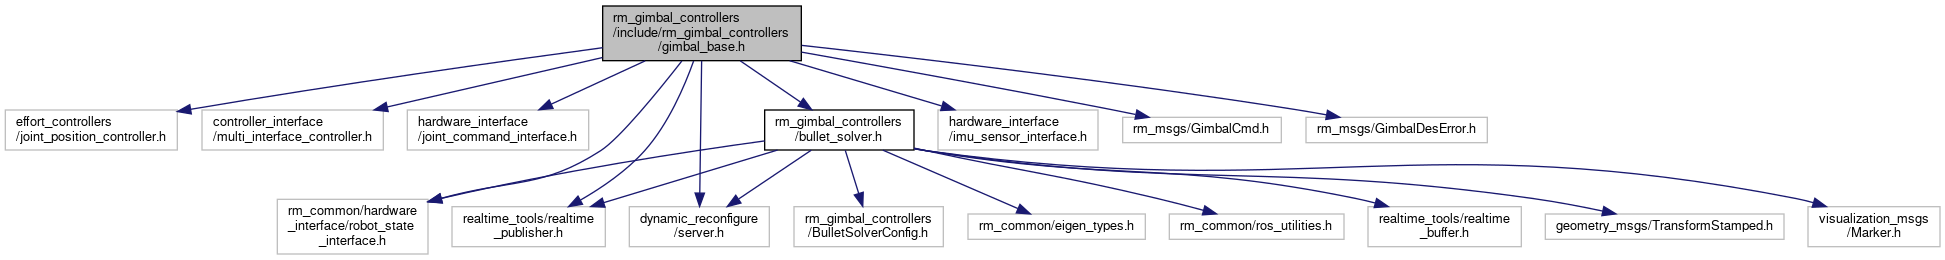 rm_gimbal_controllers
/include/rm_gimbal_controllers
/gimbal_base.h
effort_controllers
/joint_position_controller.h
controller_interface
/multi_interface_controller.h
hardware_interface
/joint_command_interface.h
rm_gimbal_controllers
/bullet_solver.h
hardware_interface
/imu_sensor_interface.h
rm_msgs/GimbalCmd.h
rm_msgs/GimbalDesError.h
rm_common/hardware
_interface/robot_state
_interface.h
realtime_tools/realtime
_publisher.h
dynamic_reconfigure
/server.h
rm_gimbal_controllers
/BulletSolverConfig.h
rm_common/eigen_types.h
rm_common/ros_utilities.h
realtime_tools/realtime
_buffer.h
geometry_msgs/TransformStamped.h
visualization_msgs
/Marker.h